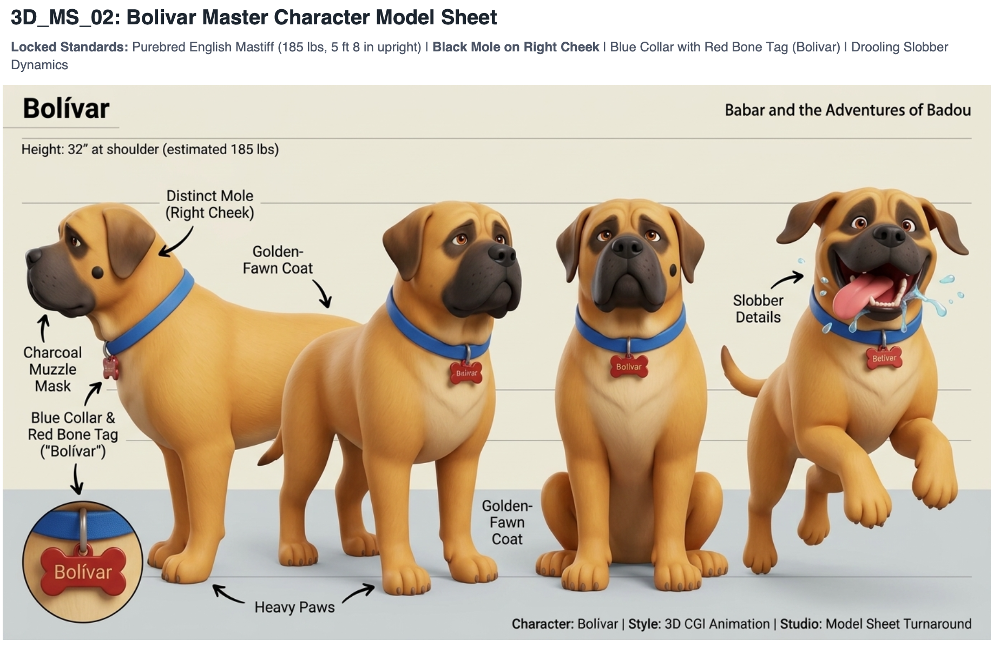 3D_MS_02: Bolivar Master Character Model Sheet
Locked Standards: Purebred English Mastiff (185 lbs, 5 ft 8 in upright) | Black Mole on Right Cheek | Blue Collar with Red Bone Tag (Bolivar) | Drooling Slobber
Dynamics
Bolívar
Babar and the Adventures of Badou
Height: 32” at shoulder (estimated 185 lbs)
Distinct Mole
(Right Cheek)
Golden-
Fawn Coat
Slobber
Details
Charcoal
Muzzle
Mask
Blue Collar &
Red Bone Tag
("Bolívar")
Bolivar
Betivar
Golden-
Fawn
Coat
Bolívar
Heavy Paws
Character: Bolívar | Style: 3D CGI Animation | Studio: Model Sheet Turnaround